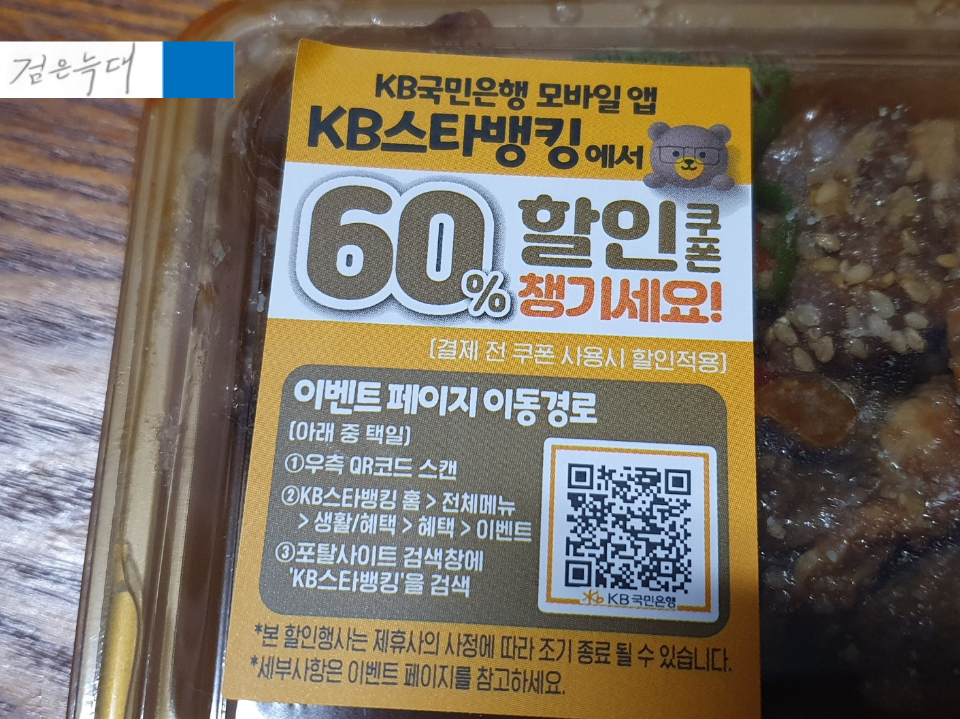 검은늑대
KB국민은행 모바일 앱
KB스타뱅킹에서
60% 할인쿠폰
챙기세요!
[결제 전 쿠폰 사용시 할인적용]
이벤트 페이지 이동경로
(아래 중 택일)
①우측 QR코드 스캔
②KB스타뱅킹 홈 > 전체메뉴
> 생활/혜택 > 혜택 > 이벤트
③포탈사이트 검색창에
'KB스타뱅킹'을 검색
KB국민은행
*본 할인행사는 제휴사의 사정에 따라 조기 종료 될 수 있습니다.
*세부사항은 이벤트 페이지를 참고하세요.